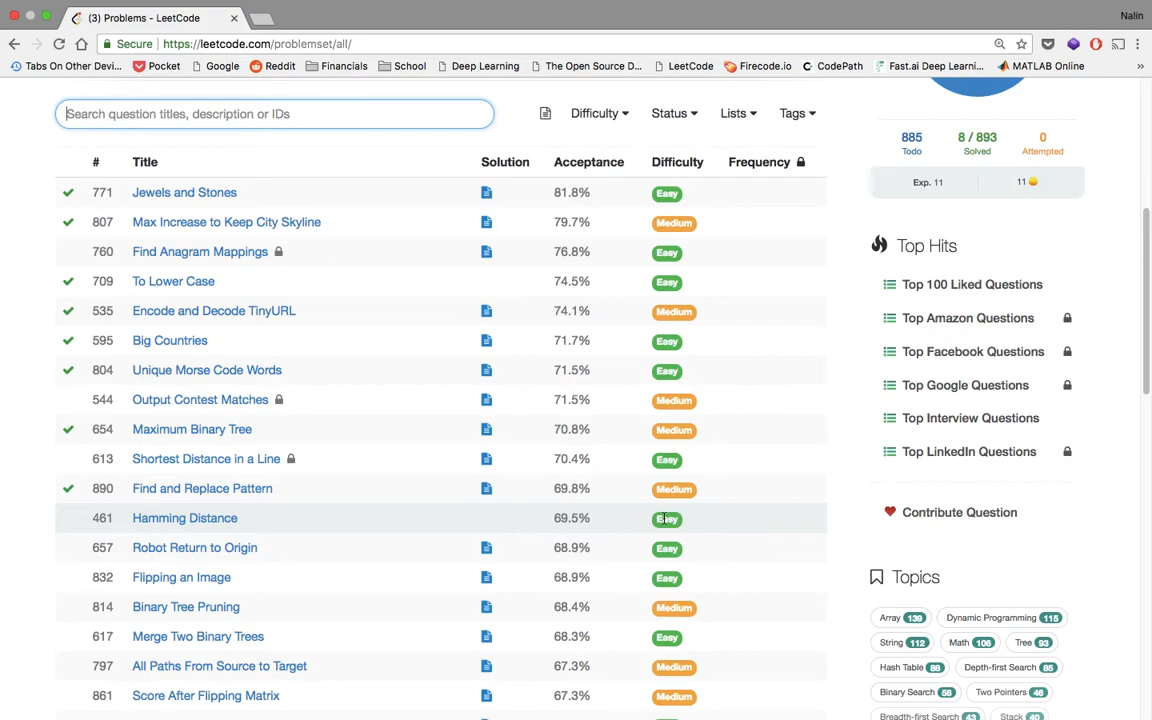 (3) Problems - LeetCode
Nalin
Secure https://leetcode.com/problemset/all/
Tabs On Other Devi... Pocket Google Reddit Financials School Deep Learning The Open Source D... LeetCode Firecode.io CodePath Fast.ai Deep Learni... MATLAB Online »
Search question titles, description or IDs
Difficulty Status Lists Tags
# Title Solution Acceptance Difficulty Frequency
771 Jewels and Stones 81.8% Easy
807 Max Increase to Keep City Skyline 79.7% Medium
760 Find Anagram Mappings 76.8% Easy
709 To Lower Case 74.5% Easy
535 Encode and Decode TinyURL 74.1% Medium
595 Big Countries 71.7% Easy
804 Unique Morse Code Words 71.5% Easy
544 Output Contest Matches 71.5% Medium
654 Maximum Binary Tree 70.8% Medium
613 Shortest Distance in a Line 70.4% Easy
890 Find and Replace Pattern 69.8% Medium
461 Hamming Distance 69.5% Easy
657 Robot Return to Origin 68.9% Easy
832 Flipping an Image 68.9% Easy
814 Binary Tree Pruning 68.4% Medium
617 Merge Two Binary Trees 68.3% Easy
797 All Paths From Source to Target 67.3% Medium
861 Score After Flipping Matrix 67.3% Medium
885 8 / 893 0
Todo Solved Attempted
Exp. 11 11
Top Hits
Top 100 Liked Questions
Top Amazon Questions
Top Facebook Questions
Top Google Questions
Top Interview Questions
Top LinkedIn Questions
Contribute Question
Topics
Array 139 Dynamic Programming 115
String 112 Math 106 Tree 93
Hash Table 88 Depth-first Search 85
Binary Search 58 Two Pointers 46
Breadth-first Search 43 Stack 40